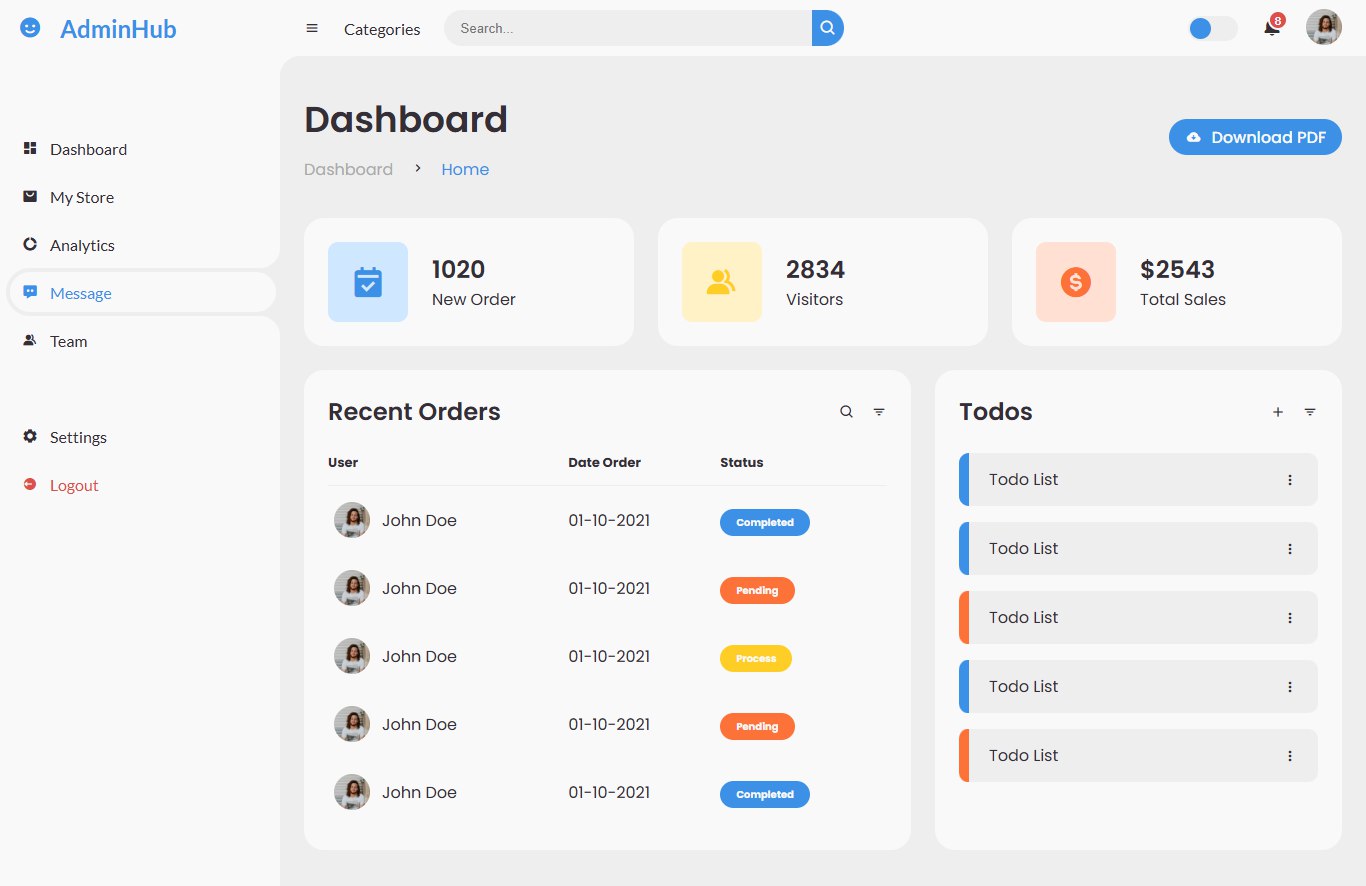 AdminHub
Categories
Search...
8
Dashboard
My Store
Analytics
Message
Team
Settings
Logout
Dashboard
Dashboard > Home
Download PDF
1020
New Order
2834
Visitors
$2543
Total Sales
Recent Orders
User Date Order Status
John Doe 01-10-2021 Completed
John Doe 01-10-2021 Pending
John Doe 01-10-2021 Process
John Doe 01-10-2021 Pending
John Doe 01-10-2021 Completed
Todos
Todo List
Todo List
Todo List
Todo List
Todo List